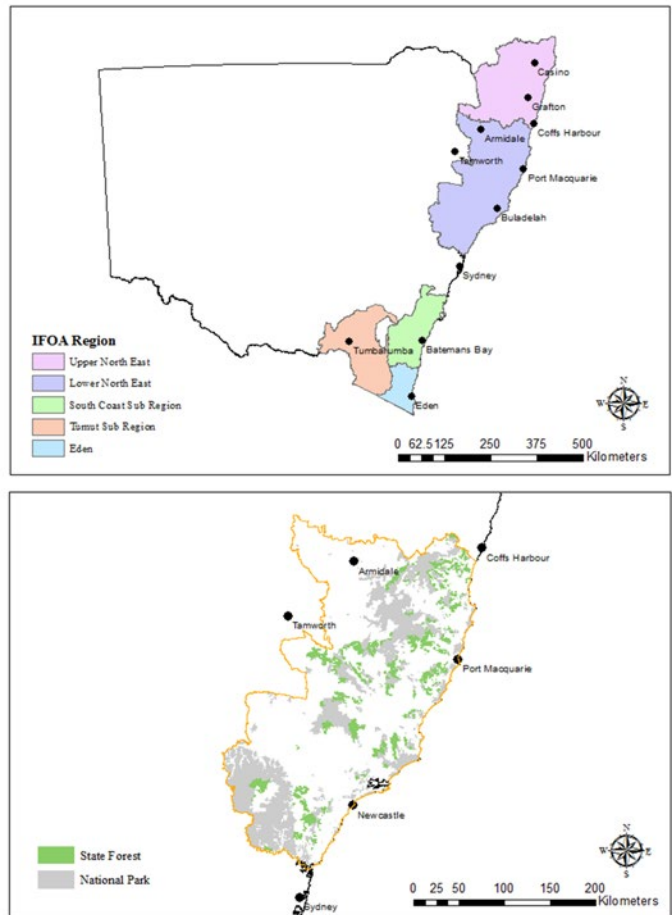 Casino
Grafton
Coffs Harbour
Armidale
Tamworth
Port Macquarie
Buladelah
Sydney
IFOA Region
Upper North East
Lower North East
South Coast Sub Region
Tumut Sub Region
Eden
Tumbarumba
Batemans Bay
Eden
N
W E
S
0 62.5 125 250 375 500
Kilometers
Coffs Harbour
Armidale
Tamworth
Port Macquarie
Newcastle
State Forest
National Park
Sydney
N
W E
S
0 25 50 100 150 200
Kilometers